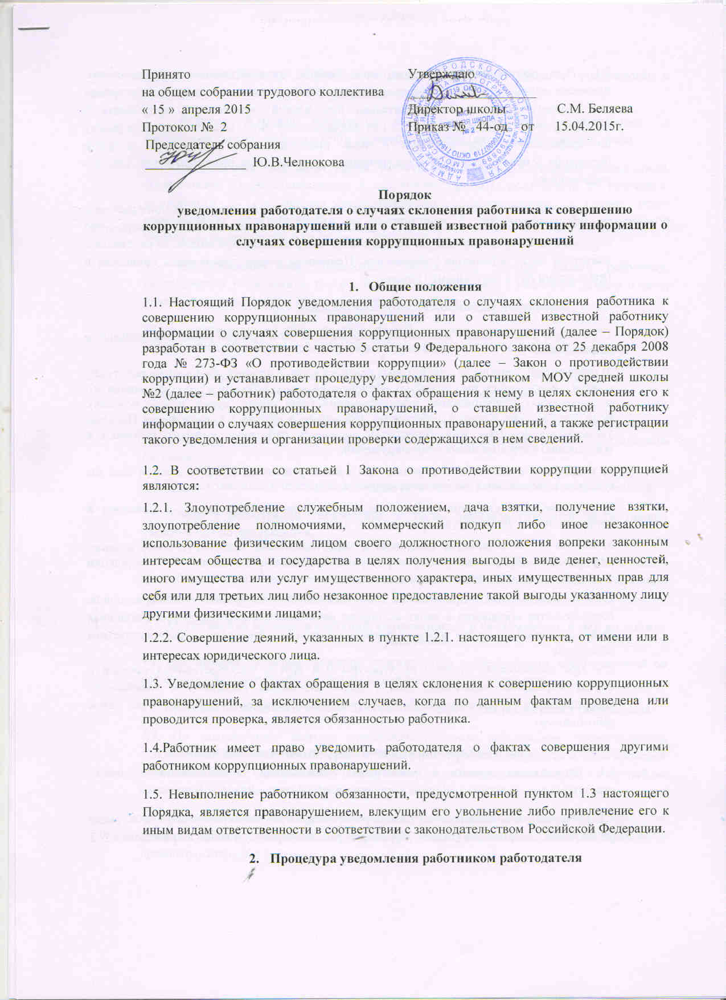 Принято
на общем собрании трудового коллектива
« 15 » апреля 2015
Протокол № 2
Председатель собрания
Ю.В.Челнокова
Утверждаю
Директор школы С.М. Беляева
Приказ № 44-од от 15.04.2015г.
Порядок
уведомления работодателя о случаях склонения работника к совершению
коррупционных правонарушений или о ставшей известной работнику информации о
случаях совершения коррупционных правонарушений
1. Общие положения
1.1. Настоящий Порядок уведомления работодателя о случаях склонения работника к
совершению коррупционных правонарушений или о ставшей известной работнику
информации о случаях совершения коррупционных правонарушений (далее – Порядок)
разработан в соответствии с частью 5 статьи 9 Федерального закона от 25 декабря 2008
года № 273-ФЗ «О противодействии коррупции» (далее – Закон о противодействии
коррупции) и устанавливает процедуру уведомления работником МОУ средней школы
№2 (далее – работник) работодателя о фактах обращения к нему в целях склонения его к
совершению коррупционных правонарушений, о ставшей известной работнику
информации о случаях совершения коррупционных правонарушений, а также регистрации
такого уведомления и организации проверки содержащихся в нем сведений.
1.2. В соответствии со статьей 1 Закона о противодействии коррупции коррупцией
являются:
1.2.1. Злоупотребление служебным положением, дача взятки, получение взятки,
злоупотребление полномочиями, коммерческий подкуп либо иное незаконное
использование физическим лицом своего должностного положения вопреки законным
интересам общества и государства в целях получения выгоды в виде денег, ценностей,
иного имущества или услуг имущественного характера, иных имущественных прав для
себя или для третьих лиц либо незаконное предоставление такой выгоды указанному лицу
другими физическими лицами;
1.2.2. Совершение деяний, указанных в пункте 1.2.1. настоящего пункта, от имени или в
интересах юридического лица.
1.3. Уведомление о фактах обращения в целях склонения к совершению коррупционных
правонарушений, за исключением случаев, когда по данным фактам проведена или
проводится проверка, является обязанностью работника.
1.4.Работник имеет право уведомить работодателя о фактах совершения другими
работником коррупционных правонарушений.
1.5. Невыполнение работником обязанности, предусмотренной пунктом 1.3 настоящего
Порядка, является правонарушением, влекущим его увольнение либо привлечение его к
иным видам ответственности в соответствии с законодательством Российской Федерации.
2. Процедура уведомления работником работодателя